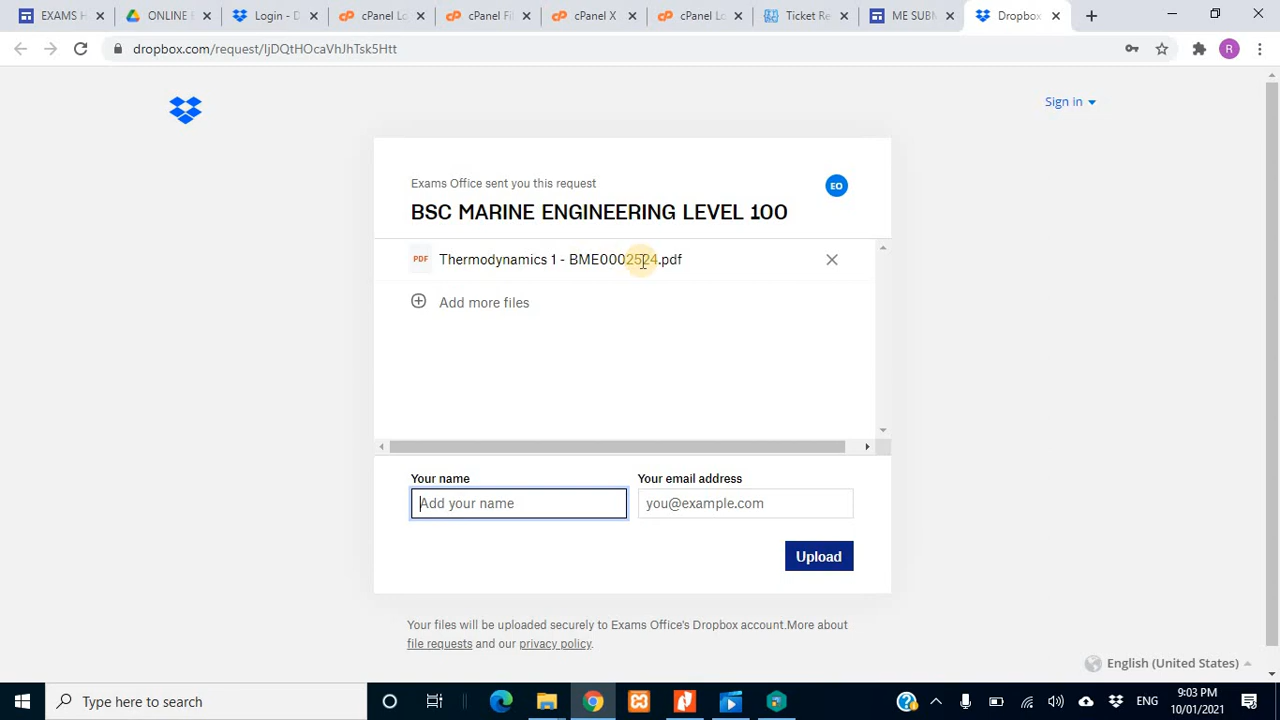 EXAMS H
ONLINE E
Login - D
cPanel Lo
cPanel Fi
cPanel X
cPanel Lo
Ticket Re
ME SUBM
Dropbox
dropbox.com/request/IjDQtHOcaVhJhTsk5Htt
R
Sign in
Exams Office sent you this request
EO
BSC MARINE ENGINEERING LEVEL 100
PDF Thermodynamics 1 - BME0002524.pdf
Add more files
Your name
Your email address
Add your name
you@example.com
Upload
Your files will be uploaded securely to Exams Office's Dropbox account.More about
file requests and our privacy policy.
English (United States)
Type here to search
ENG
9:03 PM
10/01/2021